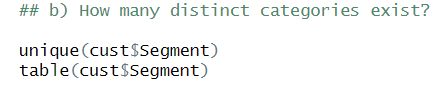 ## b) How many distinct categories exist?
unique(cust$Segment)
table(cust$Segment)